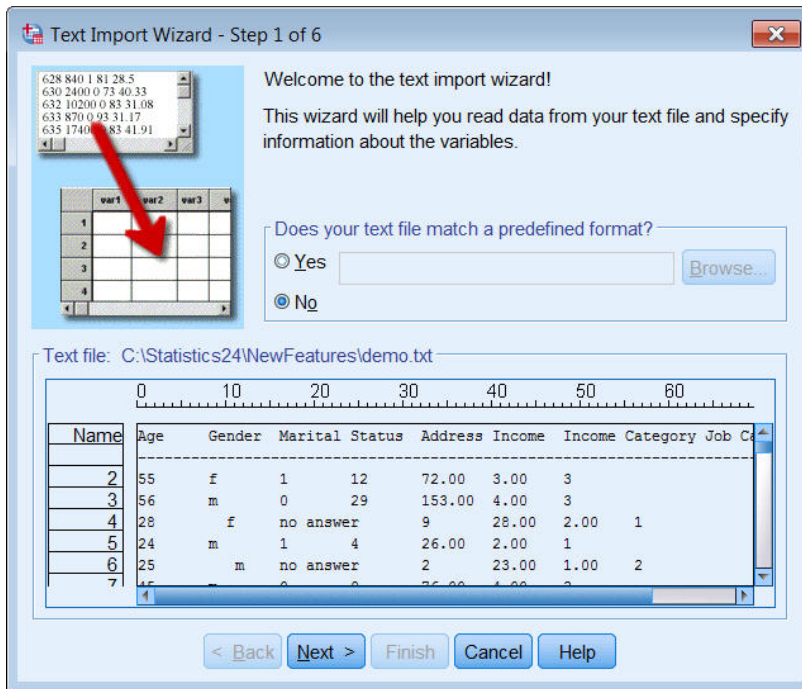 Text Import Wizard - Step 1 of 6
628 840 1 81 28.5
630 2400 0 73 40.33
632 10200 0 83 31.08
633 870 0 93 31.17
635 1740 83 41.91
var1 var2 var3 v
1
2
3
4
Welcome to the text import wizard!
This wizard will help you read data from your text file and specify
information about the variables.
Does your text file match a predefined format?
Yes
Browse...
No
Text file: C:\Statistics24\NewFeatures\demo.txt
0 10 20 30 40 50 60
Name Age Gender Marital Status Address Income Income Category Job Ca
2 55 f 1 12 72.00 3.00 3
3 56 m 0 29 153.00 4.00 3
4 28 f no answer 9 28.00 2.00 1
5 24 m 1 4 26.00 2.00 1
6 25 m no answer 2 23.00 1.00 2
7
< Back Next > Finish Cancel Help